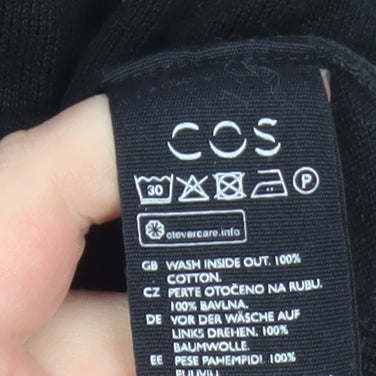 COS
30 P
clevercare.info
GB WASH INSIDE OUT. 100%
COTTON.
CZ PERTE OTOČENO NA RUBU.
100% BAVLNA.
DE VOR DER WÄSCHE AUF
LINKS DREHEN. 100%
BAUMWOLLE.
EE PESE PAHEMPIDI. 100%
PUUVILL